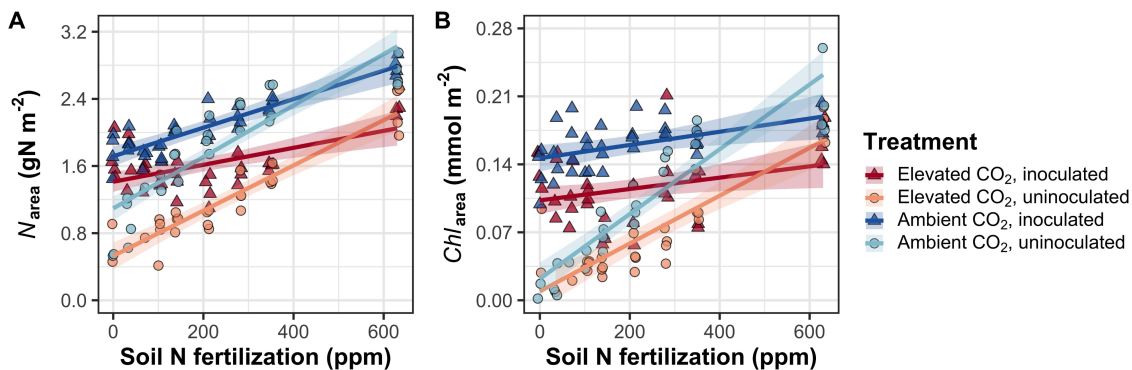 A
B
N_area (gN m⁻²)
3.2
2.4
1.6
0.8
0.0
0 200 400 600
Soil N fertilization (ppm)
Chl_area (mmol m⁻²)
0.28
0.21
0.14
0.07
0.00
0 200 400 600
Soil N fertilization (ppm)
Treatment
Elevated CO₂, inoculated
Elevated CO₂, uninoculated
Ambient CO₂, inoculated
Ambient CO₂, uninoculated